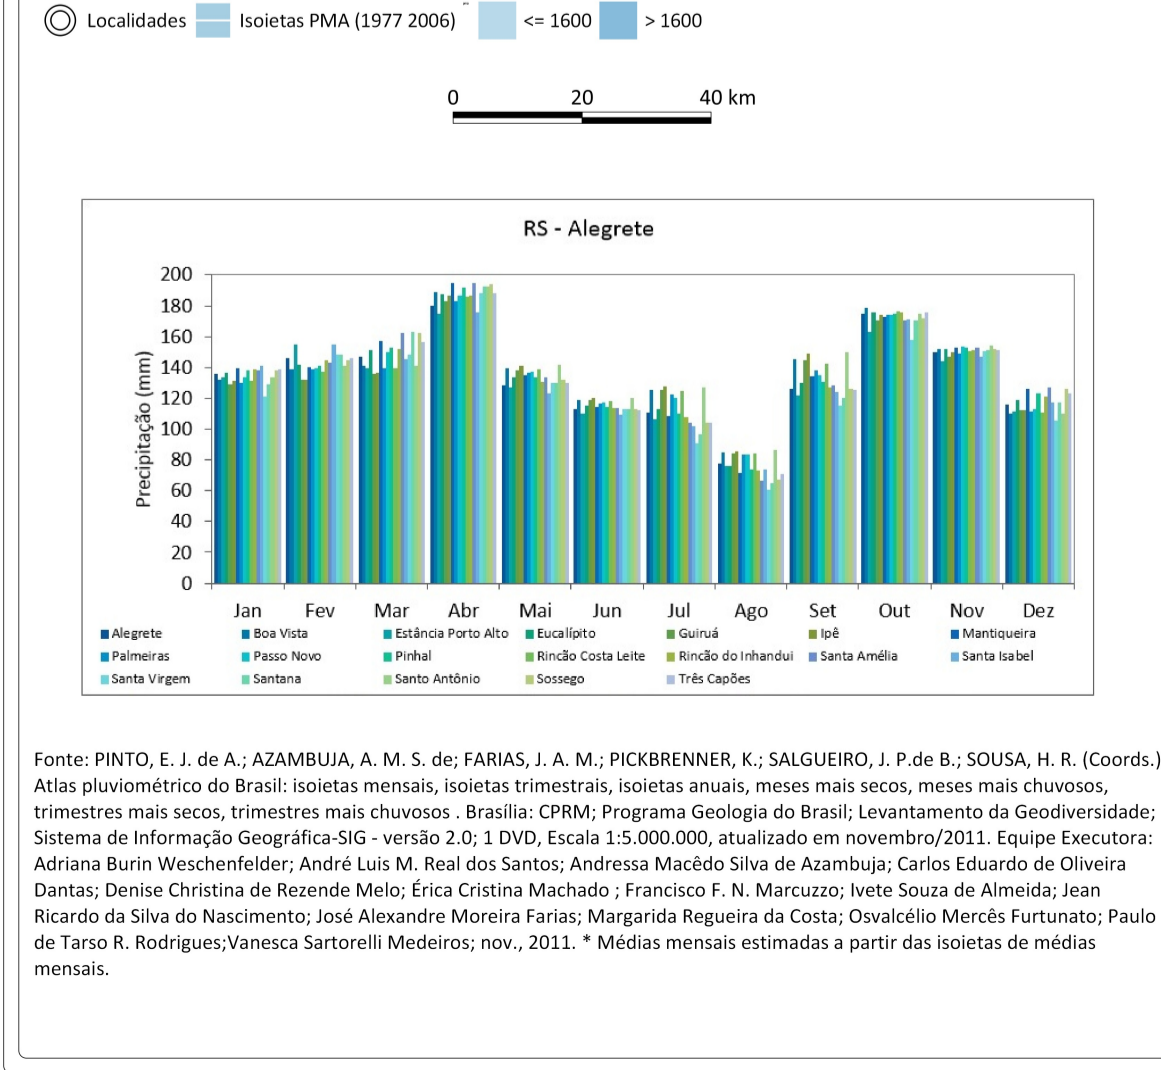 Localidades Isoietas PMA (1977 2006) <= 1600 > 1600
0 20 40 km
RS - Alegrete
Precipitação (mm)
200
180
160
140
120
100
80
60
40
20
0
Jan Fev Mar Abr Mai Jun Jul Ago Set Out Nov Dez
Alegrete Boa Vista Estância Porto Alto Eucalípito Guiruá Ipê Mantiqueira
Palmeiras Passo Novo Pinhal Rincão Costa Leite Rincão do Inhandui Santa Amélia Santa Isabel
Santa Virgem Santana Santo Antônio Sossego Três Capões
Fonte: PINTO, E. J. de A.; AZAMBUJA, A. M. S. de; FARIAS, J. A. M.; PICKBRENNER, K.; SALGUEIRO, J. P.de B.; SOUSA, H. R. (Coords.)
Atlas pluviométrico do Brasil: isoietas mensais, isoietas trimestrais, isoietas anuais, meses mais secos, meses mais chuvosos,
trimestres mais secos, trimestres mais chuvosos . Brasília: CPRM; Programa Geologia do Brasil; Levantamento da Geodiversidade;
Sistema de Informação Geográfica-SIG - versão 2.0; 1 DVD, Escala 1:5.000.000, atualizado em novembro/2011. Equipe Executora:
Adriana Burin Weschenfelder; André Luis M. Real dos Santos; Andressa Macêdo Silva de Azambuja; Carlos Eduardo de Oliveira
Dantas; Denise Christina de Rezende Melo; Érica Cristina Machado ; Francisco F. N. Marcuzzo; Ivete Souza de Almeida; Jean
Ricardo da Silva do Nascimento; José Alexandre Moreira Farias; Margarida Regueira da Costa; Osvalcélio Mercês Furtunato; Paulo
de Tarso R. Rodrigues;Vanesca Sartorelli Medeiros; nov., 2011. * Médias mensais estimadas a partir das isoietas de médias
mensais.